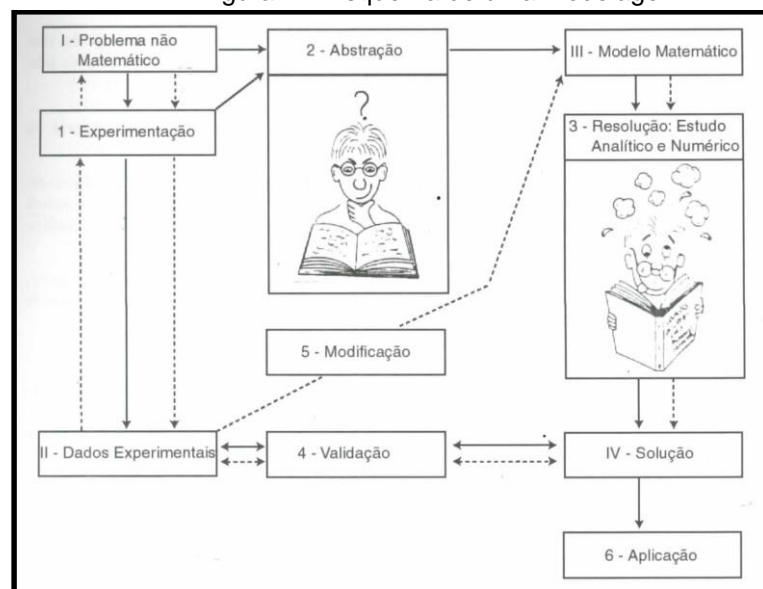 I - Problema não
Matemático
2 - Abstração
III - Modelo Matemático
1 - Experimentação
3 - Resolução: Estudo
Analítico e Numérico
?
5 - Modificação
II - Dados Experimentais
4 - Validação
IV - Solução
6 - Aplicação